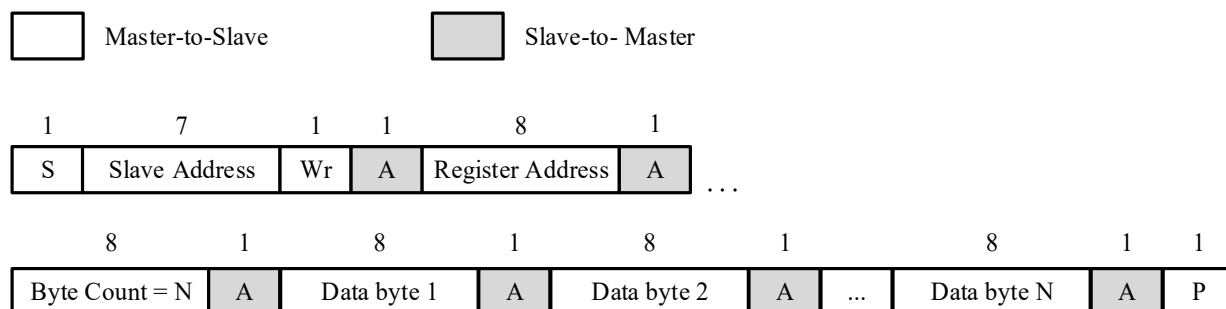 Master-to-Slave Slave-to- Master
1 7 1 1 8 1
S Slave Address Wr A Register Address A ...
8 1 8 1 8 1 8 1 1
Byte Count = N A Data byte 1 A Data byte 2 A ... Data byte N A P